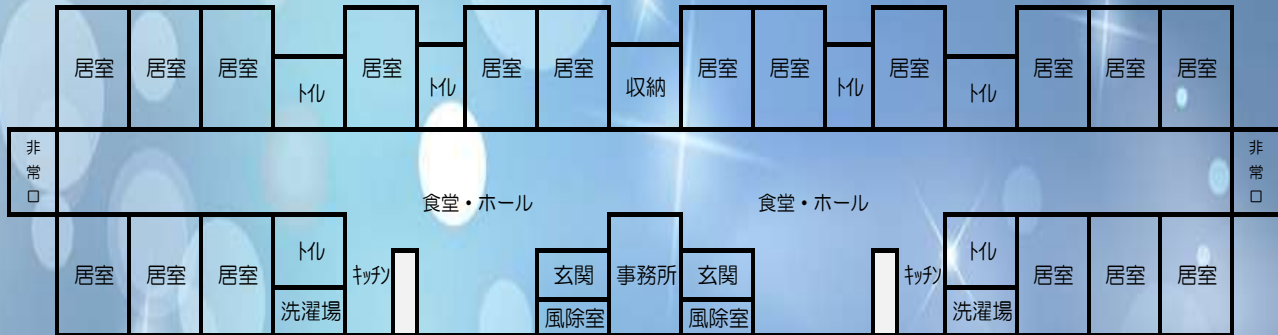 居室 居室 居室 トイレ 居室 トイレ 居室 居室 収納 居室 居室 トイレ 居室 トイレ 居室 居室 居室
非常口 非常口
食堂・ホール 食堂・ホール
居室 居室 居室 トイレ キッチン 玄関 事務所 玄関 キッチン トイレ 居室 居室 居室
洗濯場 風除室 風除室 洗濯場